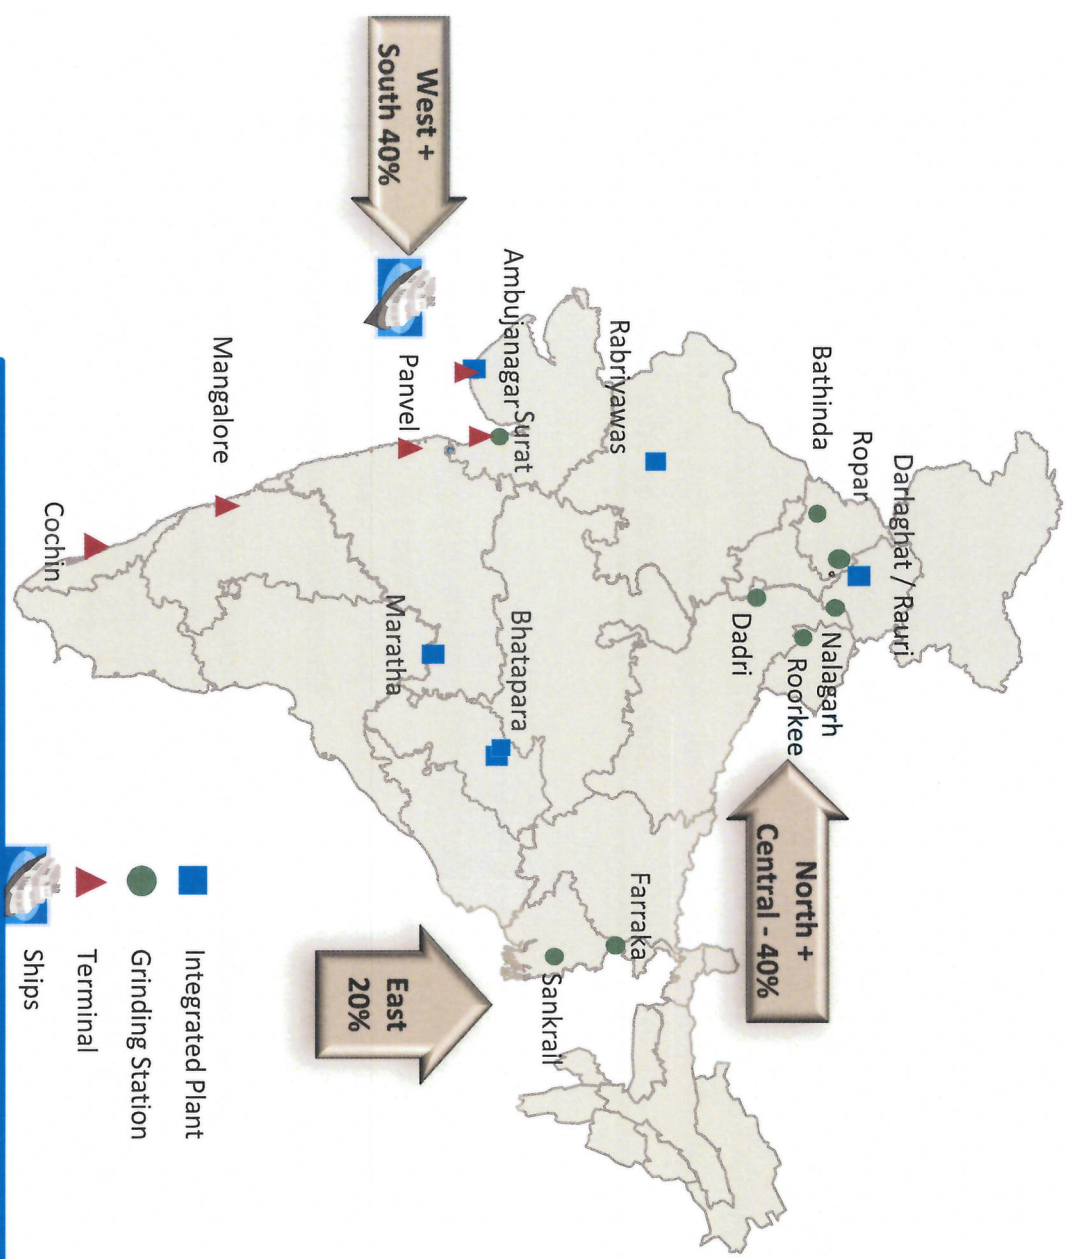 Darlaghat / Rauri
Ropar
Bathinda
Nalagarh
Roorkee
Dadri
North +
Central - 40%
Rabriyawas
Ambujanagar
Surat
Farraka
Sankrail
Bhatapara
Maratha
West +
South 40%
Panvel
East
20%
Mangalore
Cochin
Integrated Plant
Grinding Station
Terminal
Ships